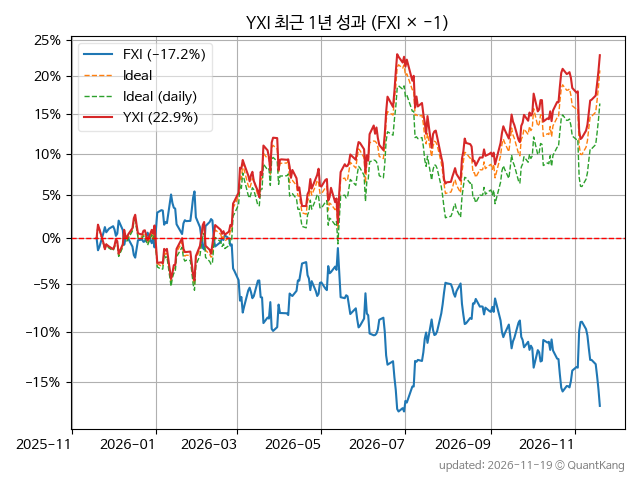 YXI 최근 1년 성과 (FXI × −1)
25%
20%
15%
10%
5%
0%
−5%
−10%
−15%
FXI (−17.2%)
Ideal
Ideal (daily)
YXI (22.9%)
2025-11 2026-01 2026-03 2026-05 2026-07 2026-09 2026-11
updated: 2026-11-19 © QuantKang